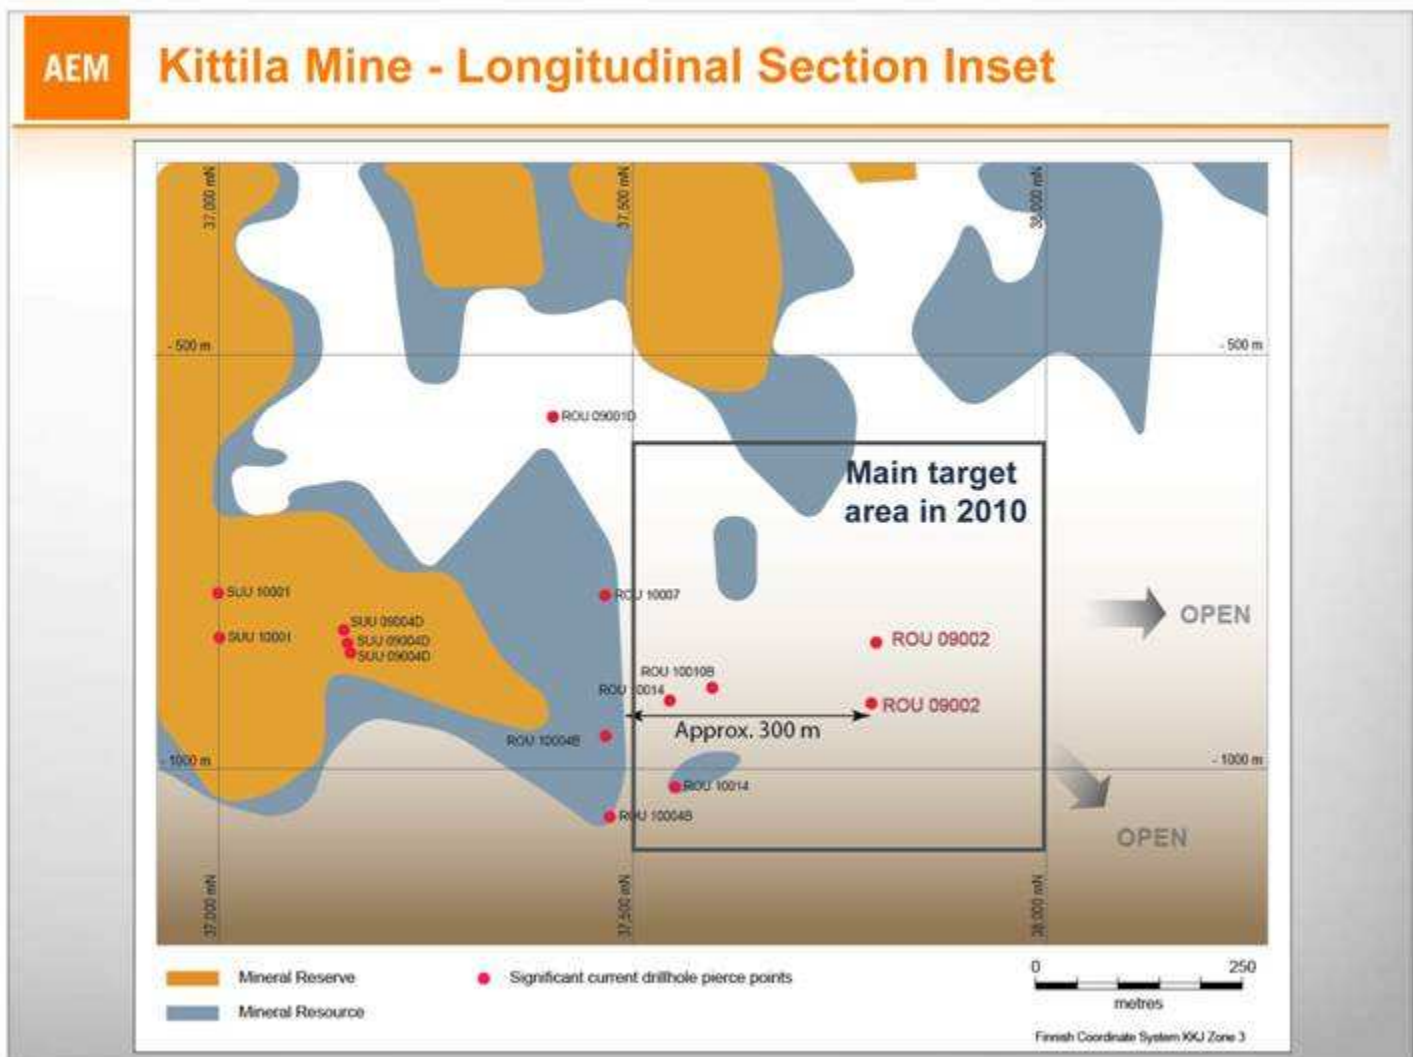 AEM
Kittila Mine - Longitudinal Section Inset
37,000 mN
37,500 mN
38,000 mN
- 500 m
- 500 m
ROU 09001D
Main target
area in 2010
SUU 10001
ROU 10007
OPEN
SUU 09004D
SUU 10001
SUU 09004D
ROU 09002
SUU 09004D
ROU 10010B
ROU 10014
ROU 09002
Approx. 300 m
ROU 10004B
- 1000 m
- 1000 m
ROU 10014
ROU 10004B
OPEN
37,000 mN
37,500 mN
38,000 mN
Mineral Reserve
Significant current drillhole pierce points
0
250
Mineral Resource
metres
Finnish Coordinate System KKJ Zone 3